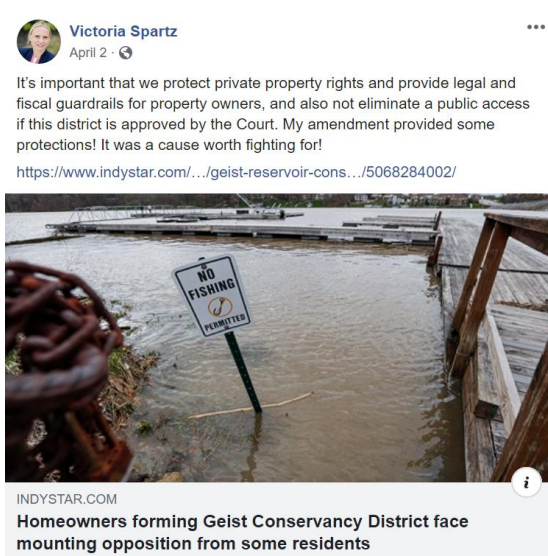 Victoria Spartz
April 2 ·
It's important that we protect private property rights and provide legal and
fiscal guardrails for property owners, and also not eliminate a public access
if this district is approved by the Court. My amendment provided some
protections! It was a cause worth fighting for!
https://www.indystar.com/…/geist-reservoir-cons…/5068284002/
NO
FISHING
PERMITTED
i
INDYSTAR.COM
Homeowners forming Geist Conservancy District face
mounting opposition from some residents